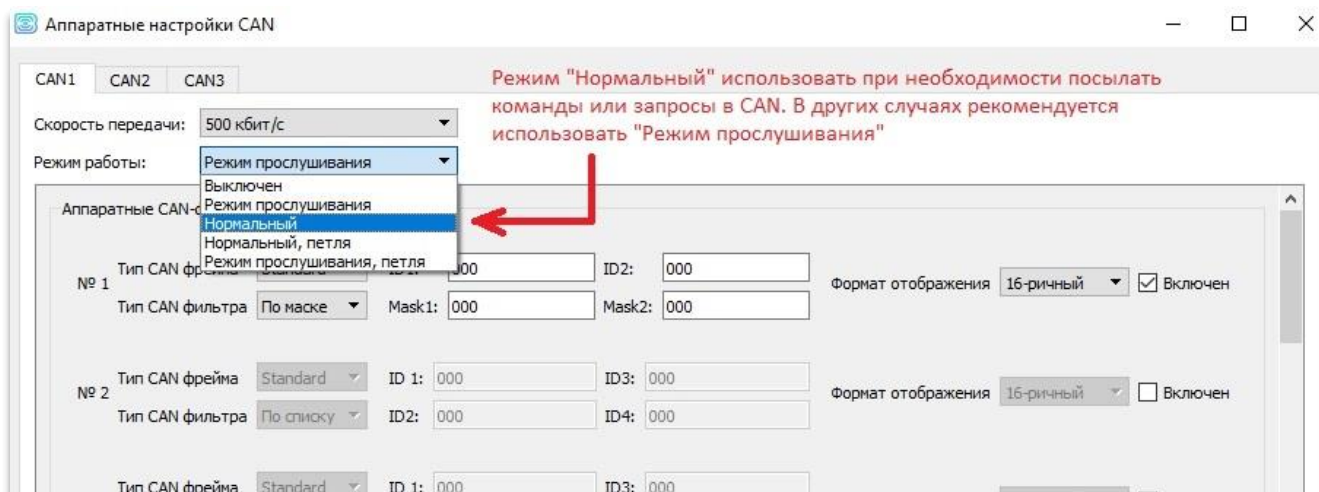 Аппаратные настройки CAN
CAN1 CAN2 CAN3
Режим "Нормальный" использовать при необходимости посылать
команды или запросы в CAN. В других случаях рекомендуется
использовать "Режим прослушивания"
Скорость передачи: 500 кбит/с
Режим работы: Режим прослушивания
Выключен
Режим прослушивания
Нормальный
Нормальный, петля
Режим прослушивания, петля
Аппаратные CAN-
№ 1
Тип CAN фрейма 000 ID2: 000
Формат отображения 16-ричный Включен
Тип CAN фильтра По маске Mask1: 000 Mask2: 000
№ 2
Тип CAN фрейма Standard ID 1: 000 ID3: 000
Формат отображения 16-ричный Включен
Тип CAN фильтра По списку ID2: 000 ID4: 000
Тип CAN фрейма Standard ID 1: 000 ID3: 000